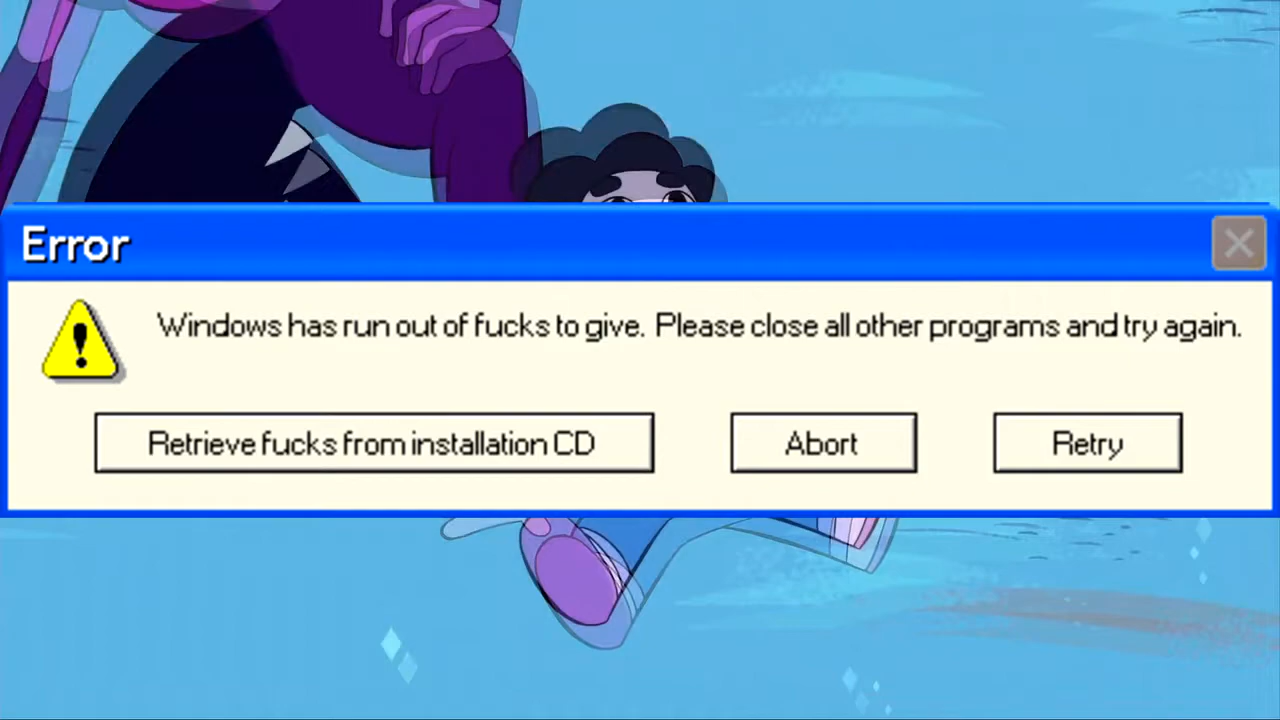 Error
Windows has run out of fucks to give. Please close all other programs and try again.
Retrieve fucks from installation CD Abort Retry